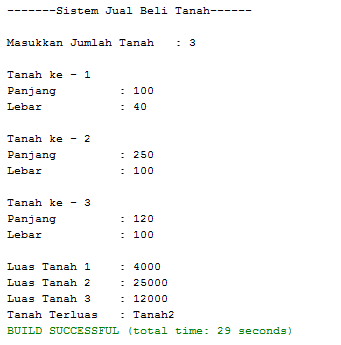 -------Sistem Jual Beli Tanah------
Masukkan Jumlah Tanah   : 3
Tanah ke - 1
Panjang         : 100
Lebar           : 40
Tanah ke - 2
Panjang         : 250
Lebar           : 100
Tanah ke - 3
Panjang         : 120
Lebar           : 100
Luas Tanah 1    : 4000
Luas Tanah 2    : 25000
Luas Tanah 3    : 12000
Tanah Terluas   : Tanah2
BUILD SUCCESSFUL (total time: 29 seconds)